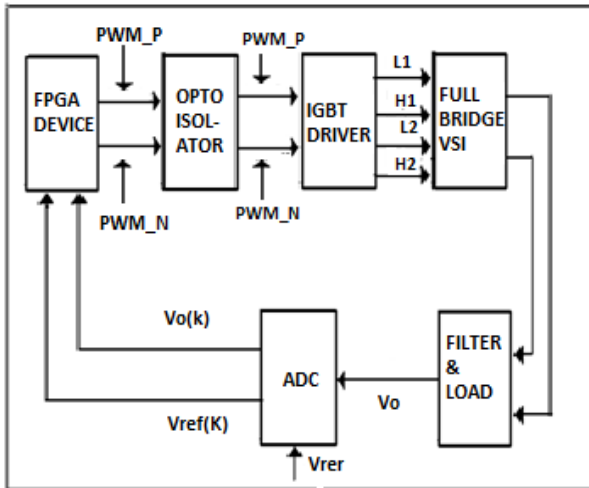 PWM_P
PWM_P
FPGA
DEVICE
OPTO
ISOL-
ATOR
IGBT
DRIVER
L1
H1
L2
H2
FULL
BRIDGE
VSI
PWM_N
PWM_N
Vo(k)
Vref(K)
ADC
Vo
FILTER
&
LOAD
Vrer